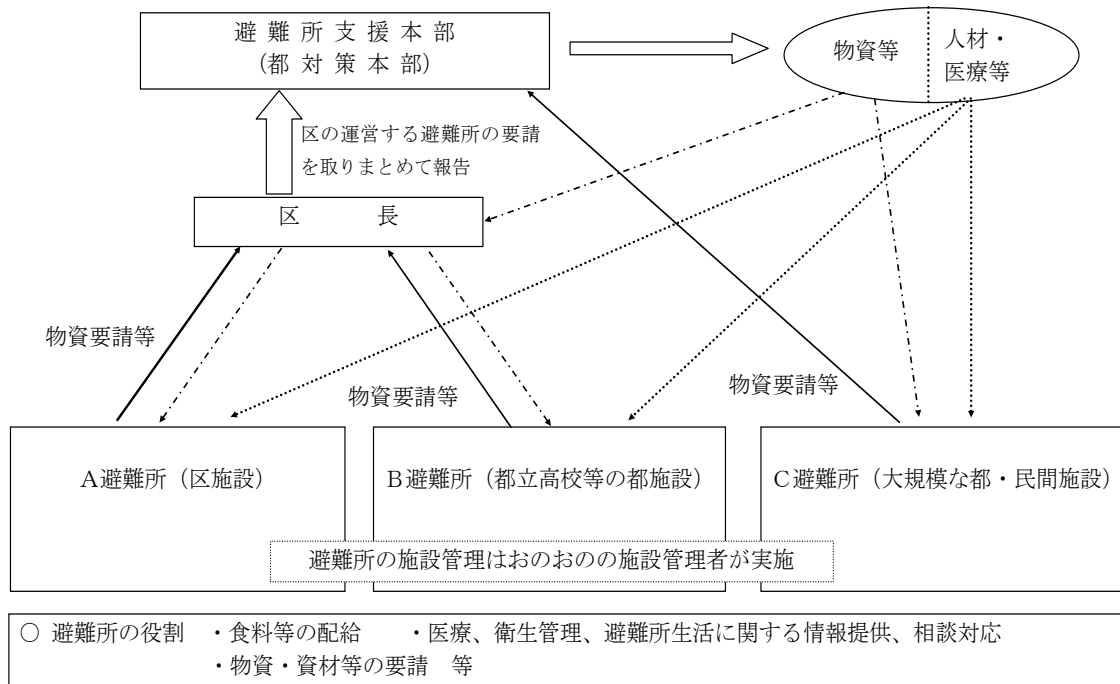 避 難 所 支 援 本 部
（都 対 策 本 部）
物資等
人材・
医療等
区の運営する避難所の要請
を取りまとめて報告
区　　　長
物資要請等
物資要請等
物資要請等
A避難所（区施設）
B避難所（都立高校等の都施設）
C避難所（大規模な都・民間施設）
避難所の施設管理はおのおのの施設管理者が実施
○ 避難所の役割　・食料等の配給　　・医療、衛生管理、避難所生活に関する情報提供、相談対応
・物資・資材等の要請　等